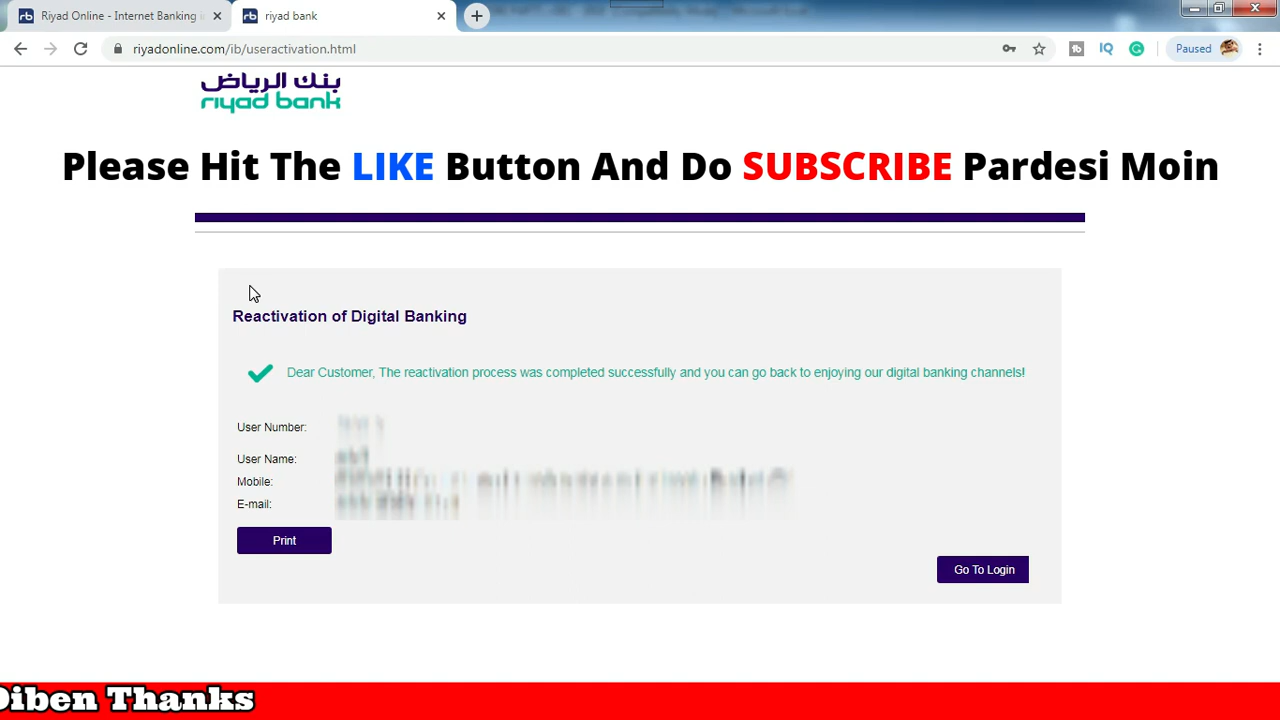 Riyad Online - Internet Banking i
riyad bank
riyadonline.com/ib/useractivation.html
Paused
بنك الرياض
riyad bank
Please Hit The LIKE Button And Do SUBSCRIBE Pardesi Moin
Reactivation of Digital Banking
Dear Customer, The reactivation process was completed successfully and you can go back to enjoying our digital banking channels!
User Number:
User Name:
Mobile:
E-mail:
Print
Go To Login
Diben Thanks